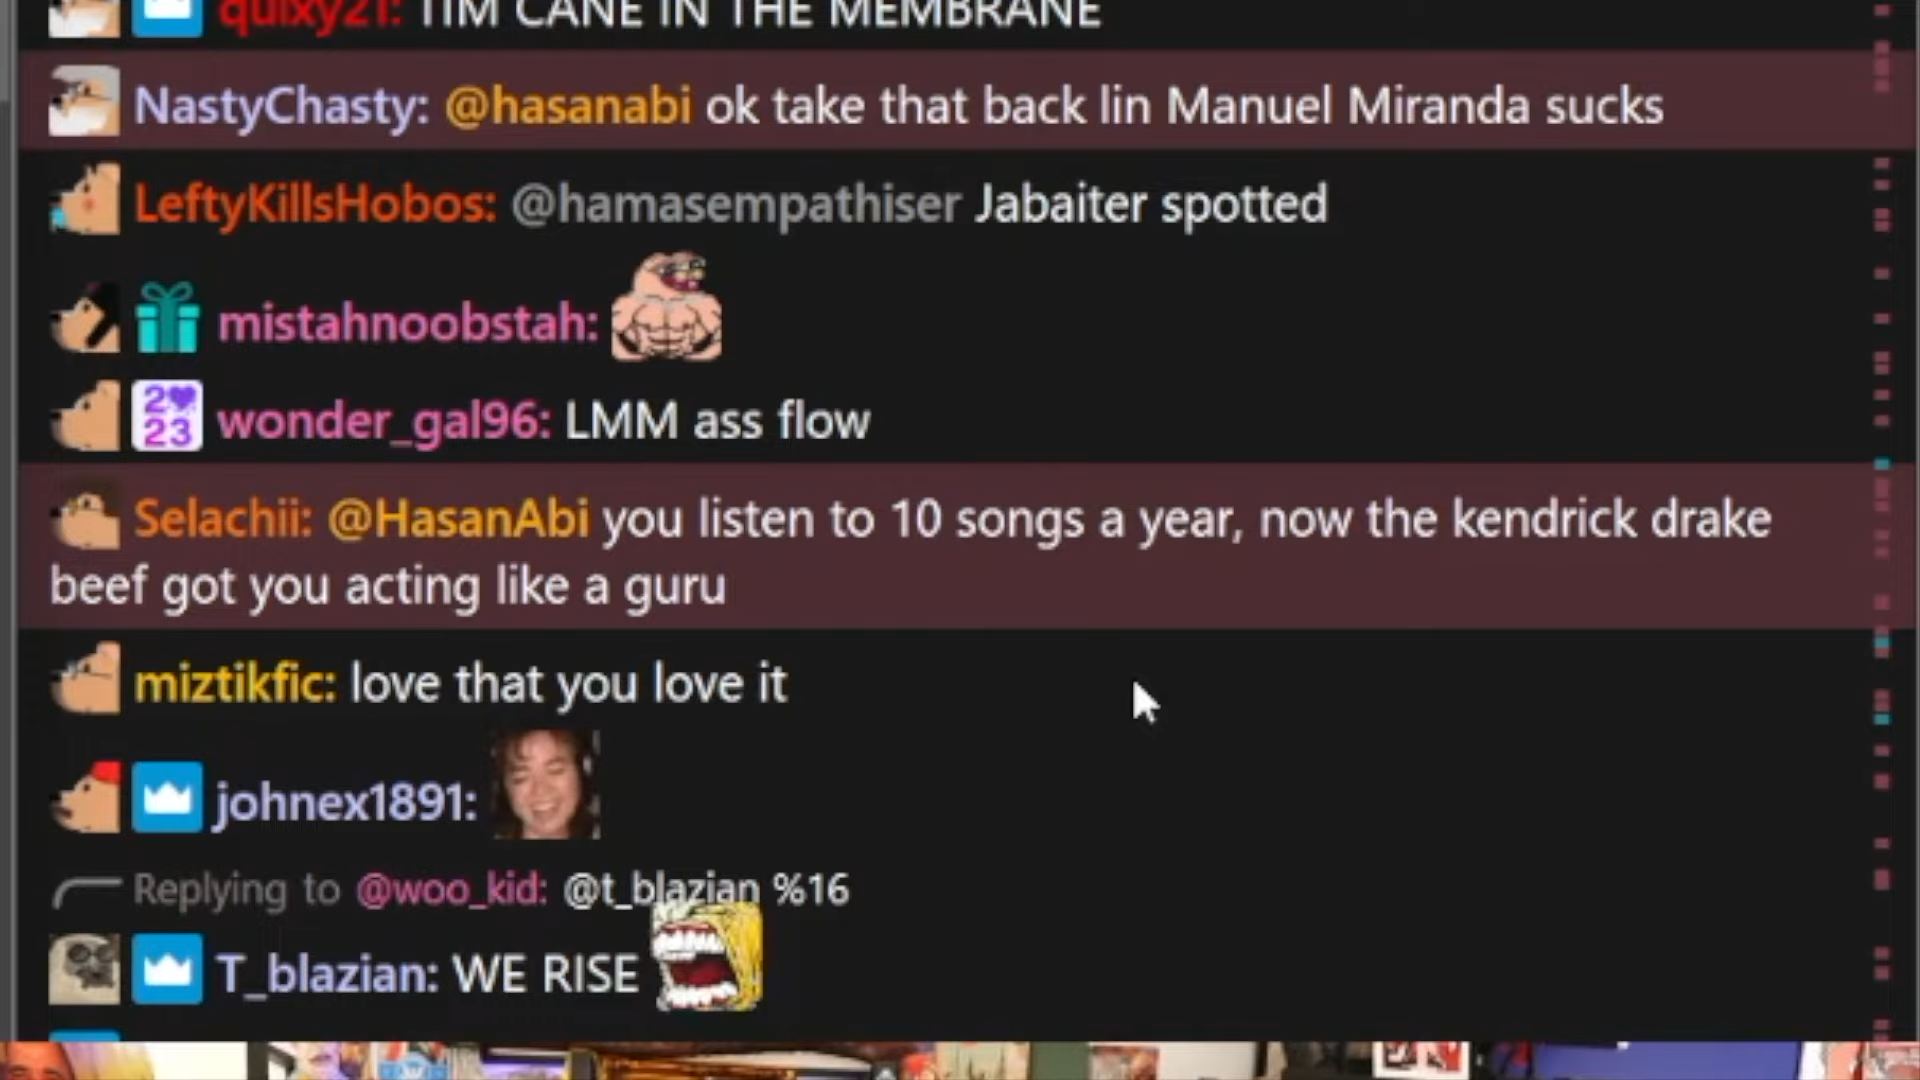 quixy21: TIM CANE IN THE MEMBRANE
NastyChasty: @hasanabi ok take that back lin Manuel Miranda sucks
LeftyKillsHobos: @hamasempathiser Jabaiter spotted
mistahnoobstah:
2 23 wonder_gal96: LMM ass flow
Selachii: @HasanAbi you listen to 10 songs a year, now the kendrick drake
beef got you acting like a guru
miztikfic: love that you love it
johnex1891:
Replying to @woo_kid: @t_blazian %16
T_blazian: WE RISE